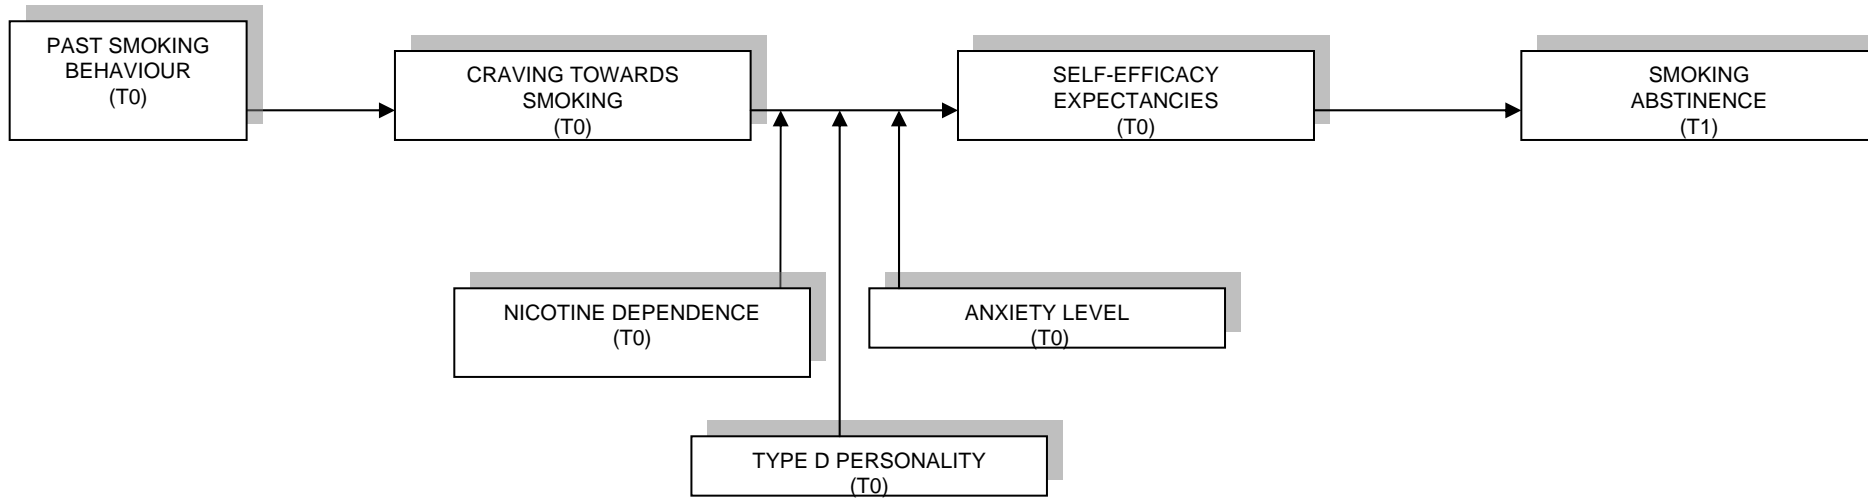 PAST SMOKING
BEHAVIOUR
(T0)
CRAVING TOWARDS
SMOKING
(T0)
SELF-EFFICACY
EXPECTANCIES
(T0)
SMOKING
ABSTINENCE
(T1)
NICOTINE DEPENDENCE
(T0)
ANXIETY LEVEL
(T0)
TYPE D PERSONALITY
(T0)